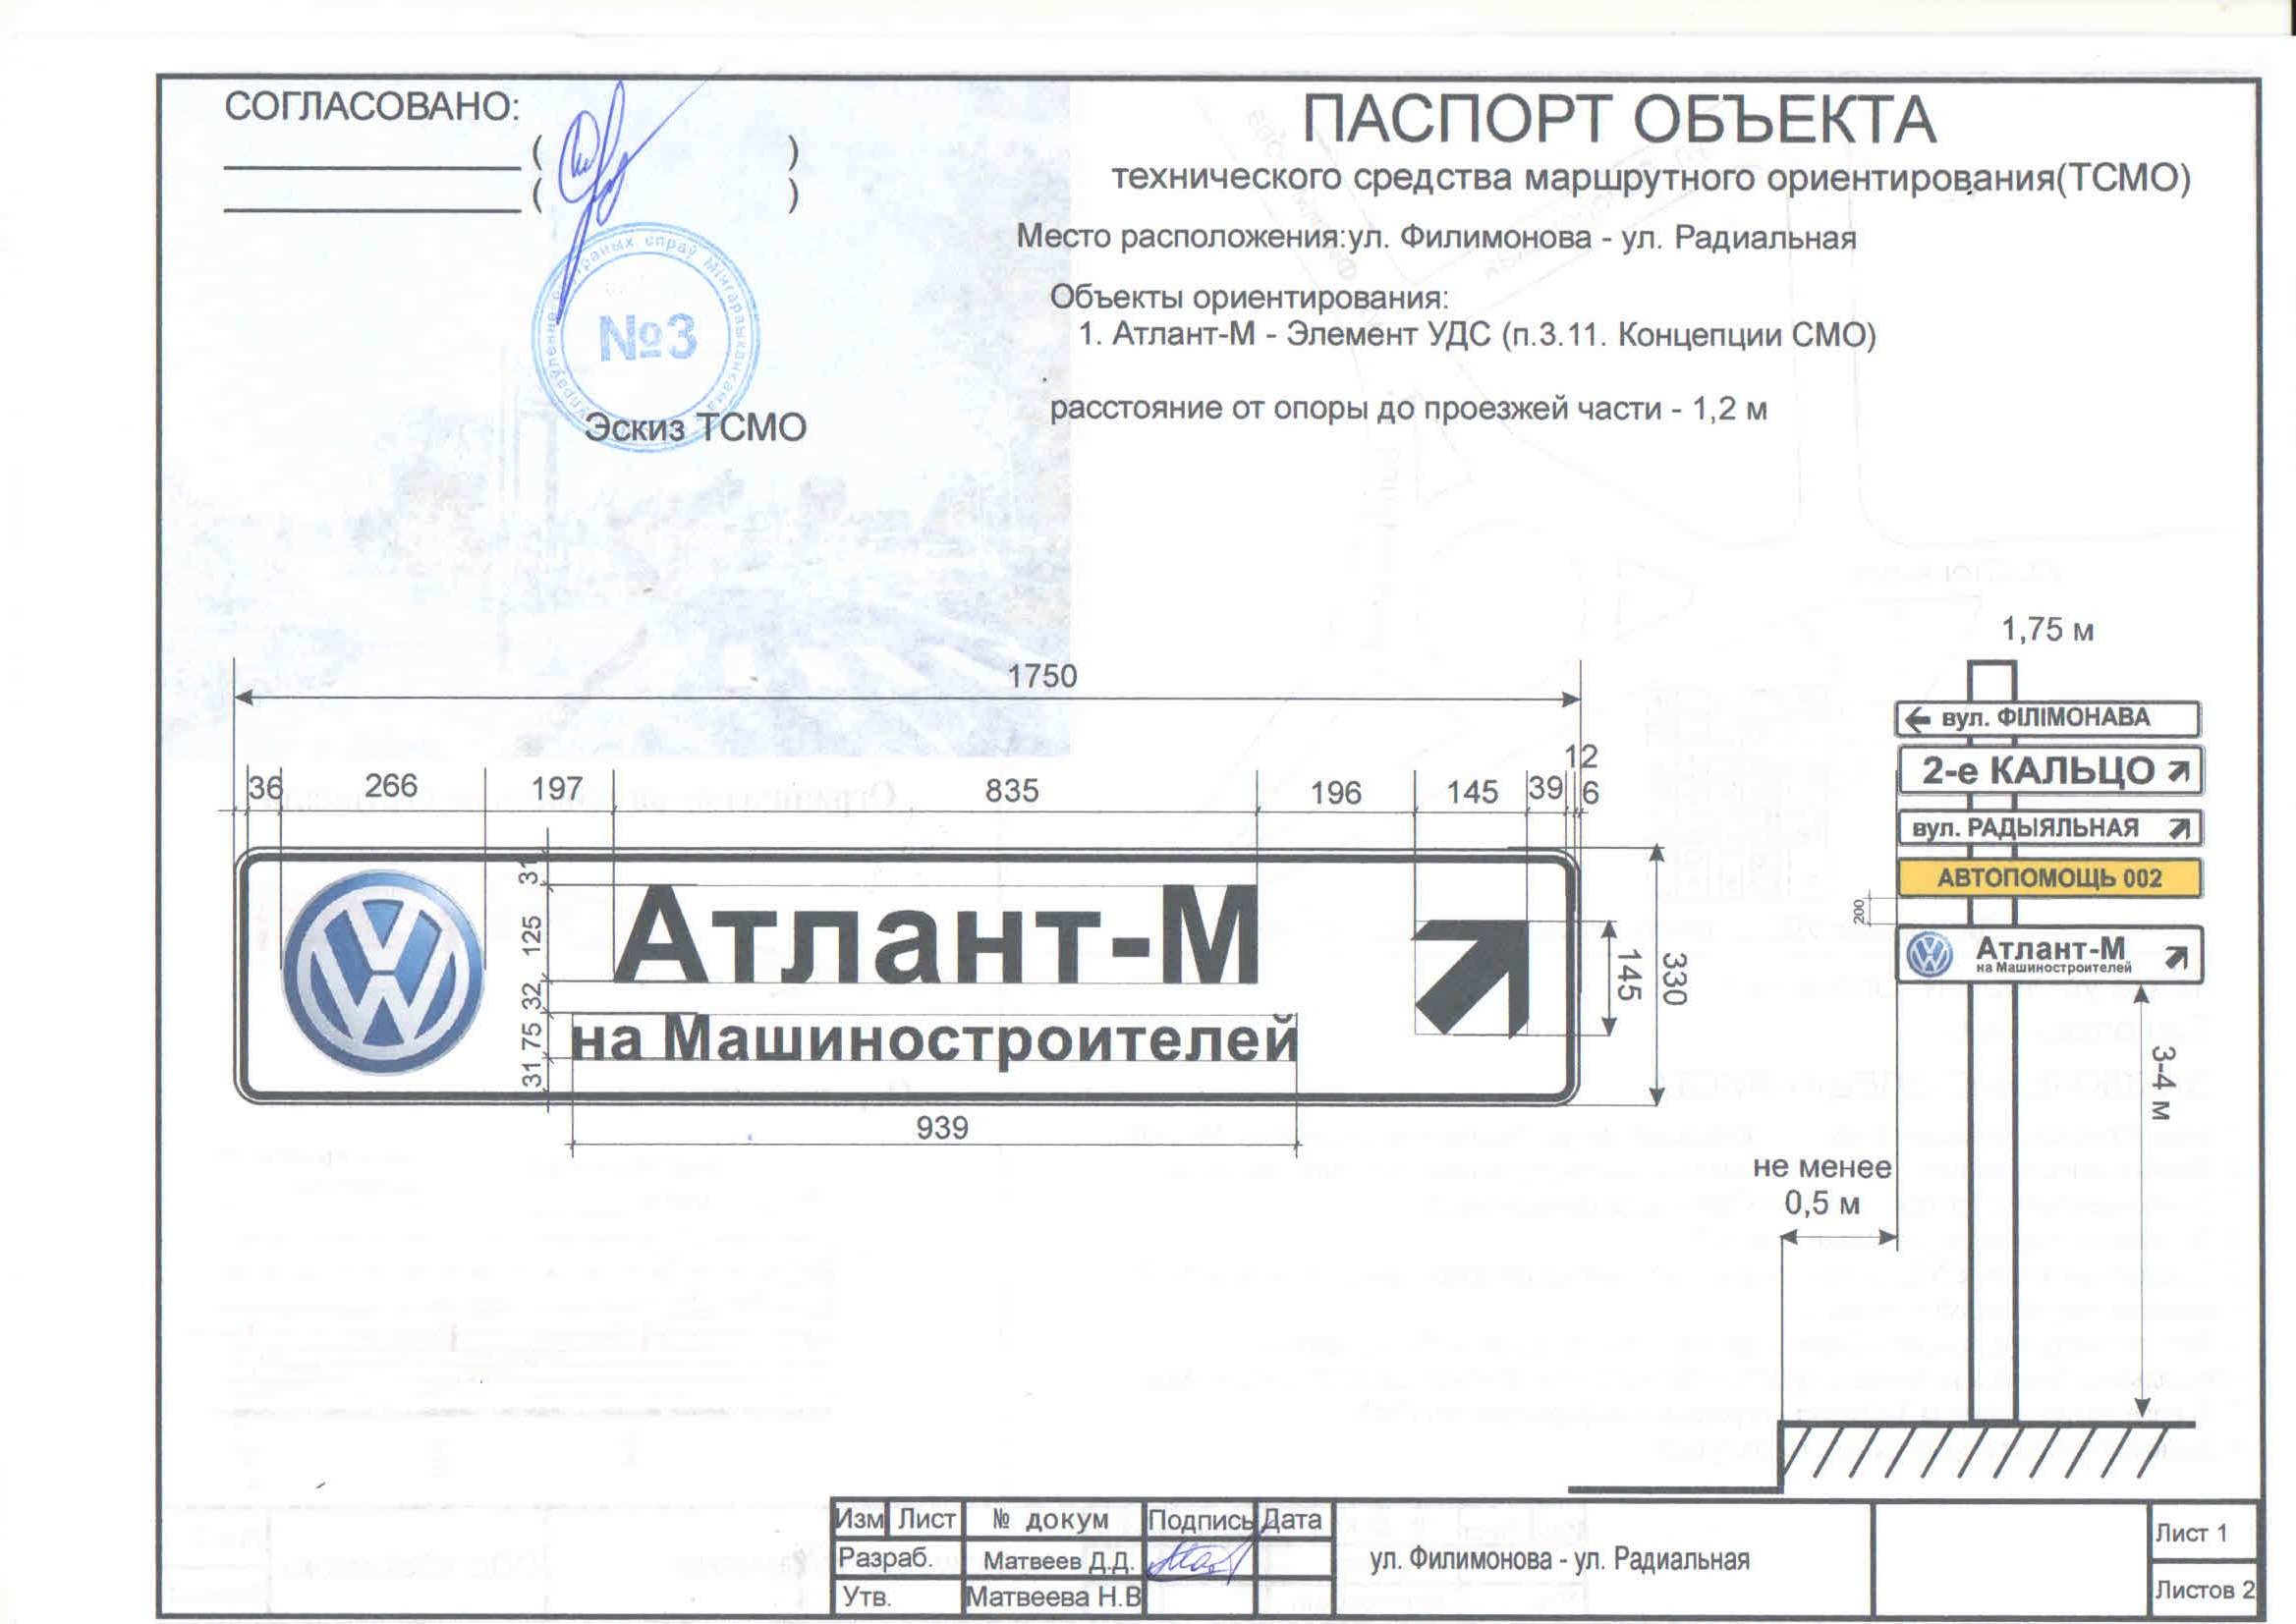 СОГЛАСОВАНО:
( )
( )
№3
Эскиз ТСМО
ПАСПОРТ ОБЪЕКТА
технического средства маршрутного ориентирования(ТСМО)
Место расположения:ул. Филимонова - ул. Радиальная
Объекты ориентирования:
1. Атлант-М - Элемент УДС (п.3.11. Концепции СМО)
расстояние от опоры до проезжей части - 1,2 м
1750
36 266 197 835 196 145 39 12 6
31 125 32 75 31
Атлант-М
на Машиностроителей
145
330
939
1,75 м
вул. ФІЛІМОНАВА
2-е КАЛЬЦО
вул. РАДЫЯЛЬНАЯ
АВТОПОМОЩЬ 002
200
Атлант-М
на Машиностроителей
3-4 м
не менее
0,5 м
Изм Лист № докум Подпись Дата
Разраб. Матвеев Д.Д.
Утв. Матвеева Н.В
ул. Филимонова - ул. Радиальная
Лист 1
Листов 2